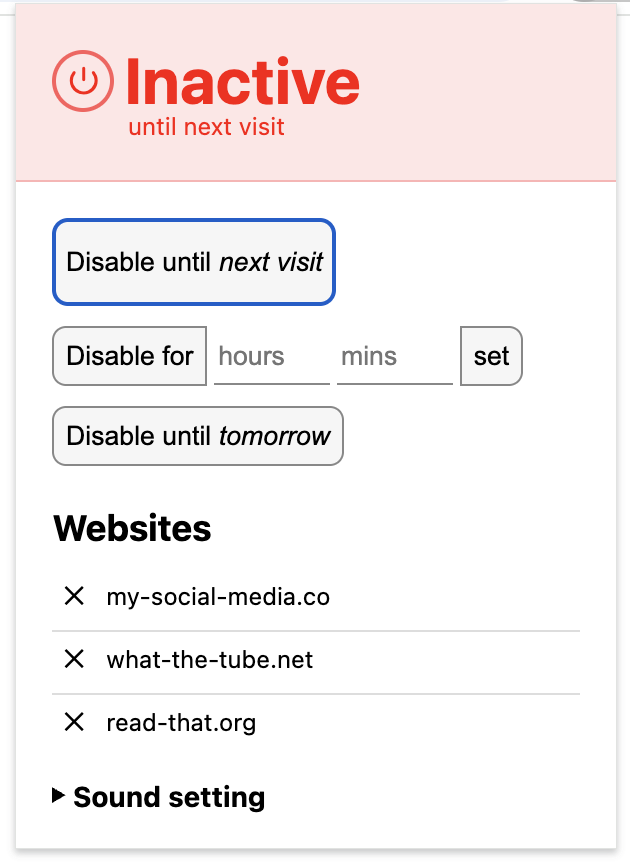 Inactive
until next visit
Disable until next visit
Disable for hours mins set
Disable until tomorrow
Websites
my-social-media.co
what-the-tube.net
read-that.org
Sound setting